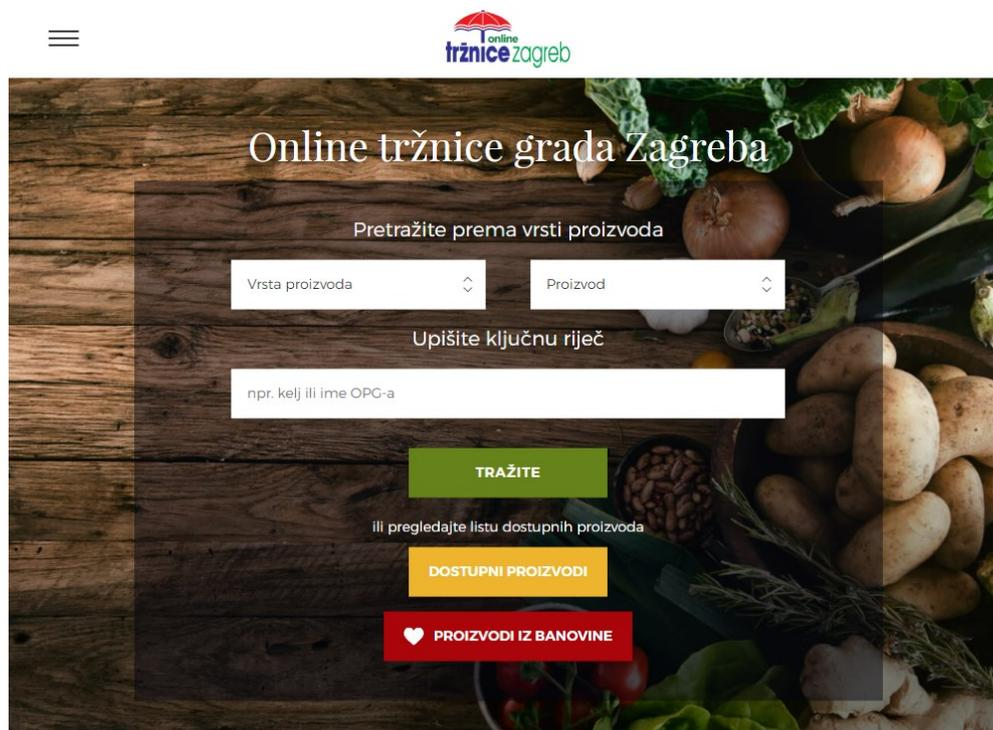 online
tržnice zagreb
Online tržnice grada Zagreba
Pretražite prema vrsti proizvoda
Vrsta proizvoda
Proizvod
Upišite ključnu riječ
npr. kelj ili ime OPG-a
TRAŽITE
ili pregledajte listu dostupnih proizvoda
DOSTUPNI PROIZVODI
PROIZVODI IZ BANOVINE